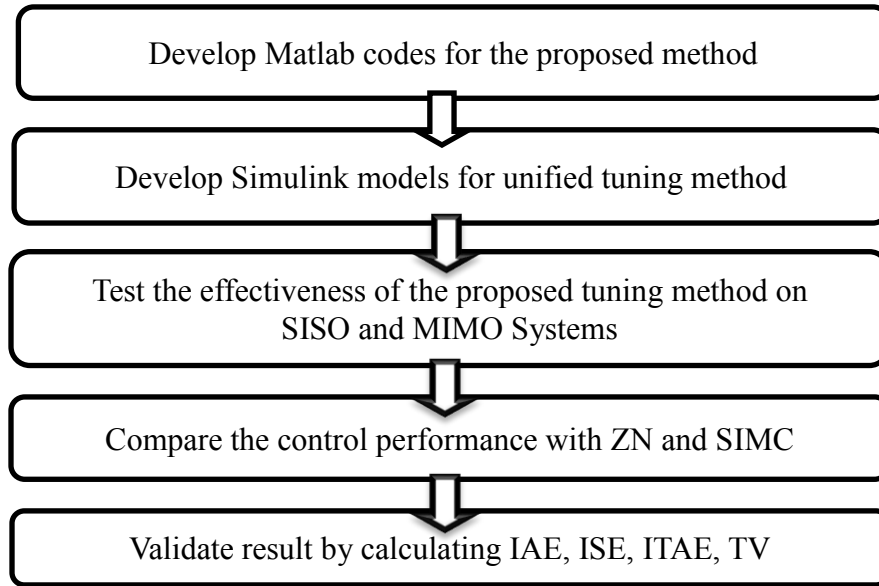 Develop Matlab codes for the proposed method
Develop Simulink models for unified tuning method
Test the effectiveness of the proposed tuning method on
SISO and MIMO Systems
Compare the control performance with ZN and SIMC
Validate result by calculating IAE, ISE, ITAE, TV